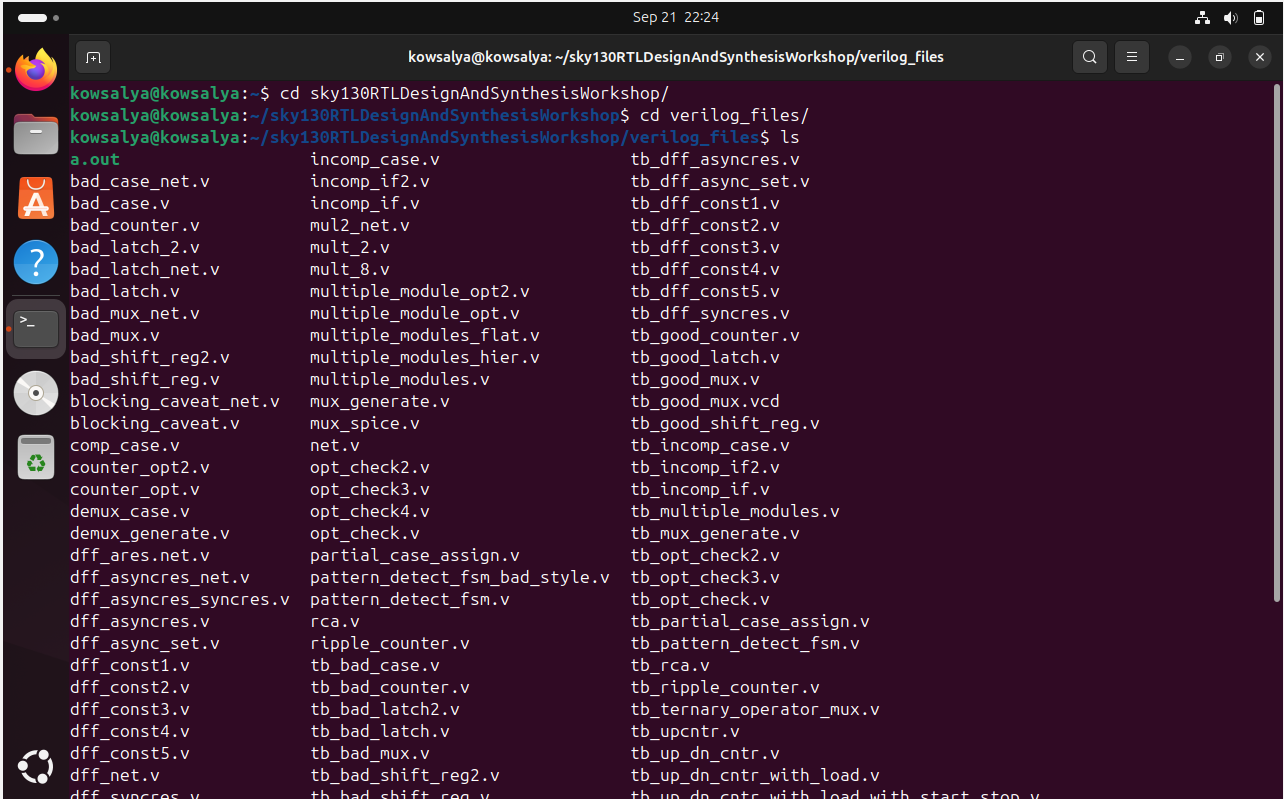 Sep 21 22:24
kowsalya@kowsalya: ~/sky130RTLDesignAndSynthesisWorkshop/verilog_files
kowsalya@kowsalya:~$ cd sky130RTLDesignAndSynthesisWorkshop/
kowsalya@kowsalya:~/sky130RTLDesignAndSynthesisWorkshop$ cd verilog_files/
kowsalya@kowsalya:~/sky130RTLDesignAndSynthesisWorkshop/verilog_files$ ls
a.out incomp_case.v tb_dff_asyncres.v
bad_case_net.v incomp_if2.v tb_dff_async_set.v
bad_case.v incomp_if.v tb_dff_const1.v
bad_counter.v mul2_net.v tb_dff_const2.v
bad_latch_2.v mult_2.v tb_dff_const3.v
bad_latch_net.v mult_8.v tb_dff_const4.v
bad_latch.v multiple_module_opt2.v tb_dff_const5.v
bad_mux_net.v multiple_module_opt.v tb_dff_syncres.v
bad_mux.v multiple_modules_flat.v tb_good_counter.v
bad_shift_reg2.v multiple_modules_hier.v tb_good_latch.v
bad_shift_reg.v multiple_modules.v tb_good_mux.v
blocking_caveat_net.v mux_generate.v tb_good_mux.vcd
blocking_caveat.v mux_spice.v tb_good_shift_reg.v
comp_case.v net.v tb_incomp_case.v
counter_opt2.v opt_check2.v tb_incomp_if2.v
counter_opt.v opt_check3.v tb_incomp_if.v
demux_case.v opt_check4.v tb_multiple_modules.v
demux_generate.v opt_check.v tb_mux_generate.v
dff_ares.net.v partial_case_assign.v tb_opt_check2.v
dff_asyncres_net.v pattern_detect_fsm_bad_style.v tb_opt_check3.v
dff_asyncres_syncres.v pattern_detect_fsm.v tb_opt_check.v
dff_asyncres.v rca.v tb_partial_case_assign.v
dff_async_set.v ripple_counter.v tb_pattern_detect_fsm.v
dff_const1.v tb_bad_case.v tb_rca.v
dff_const2.v tb_bad_counter.v tb_ripple_counter.v
dff_const3.v tb_bad_latch2.v tb_ternary_operator_mux.v
dff_const4.v tb_bad_latch.v tb_upcntr.v
dff_const5.v tb_bad_mux.v tb_up_dn_cntr.v
dff_net.v tb_bad_shift_reg2.v tb_up_dn_cntr_with_load.v
dff_syncres.v tb_bad_shift_reg.v tb_up_dn_cntr_with_load_with_start_stop.v